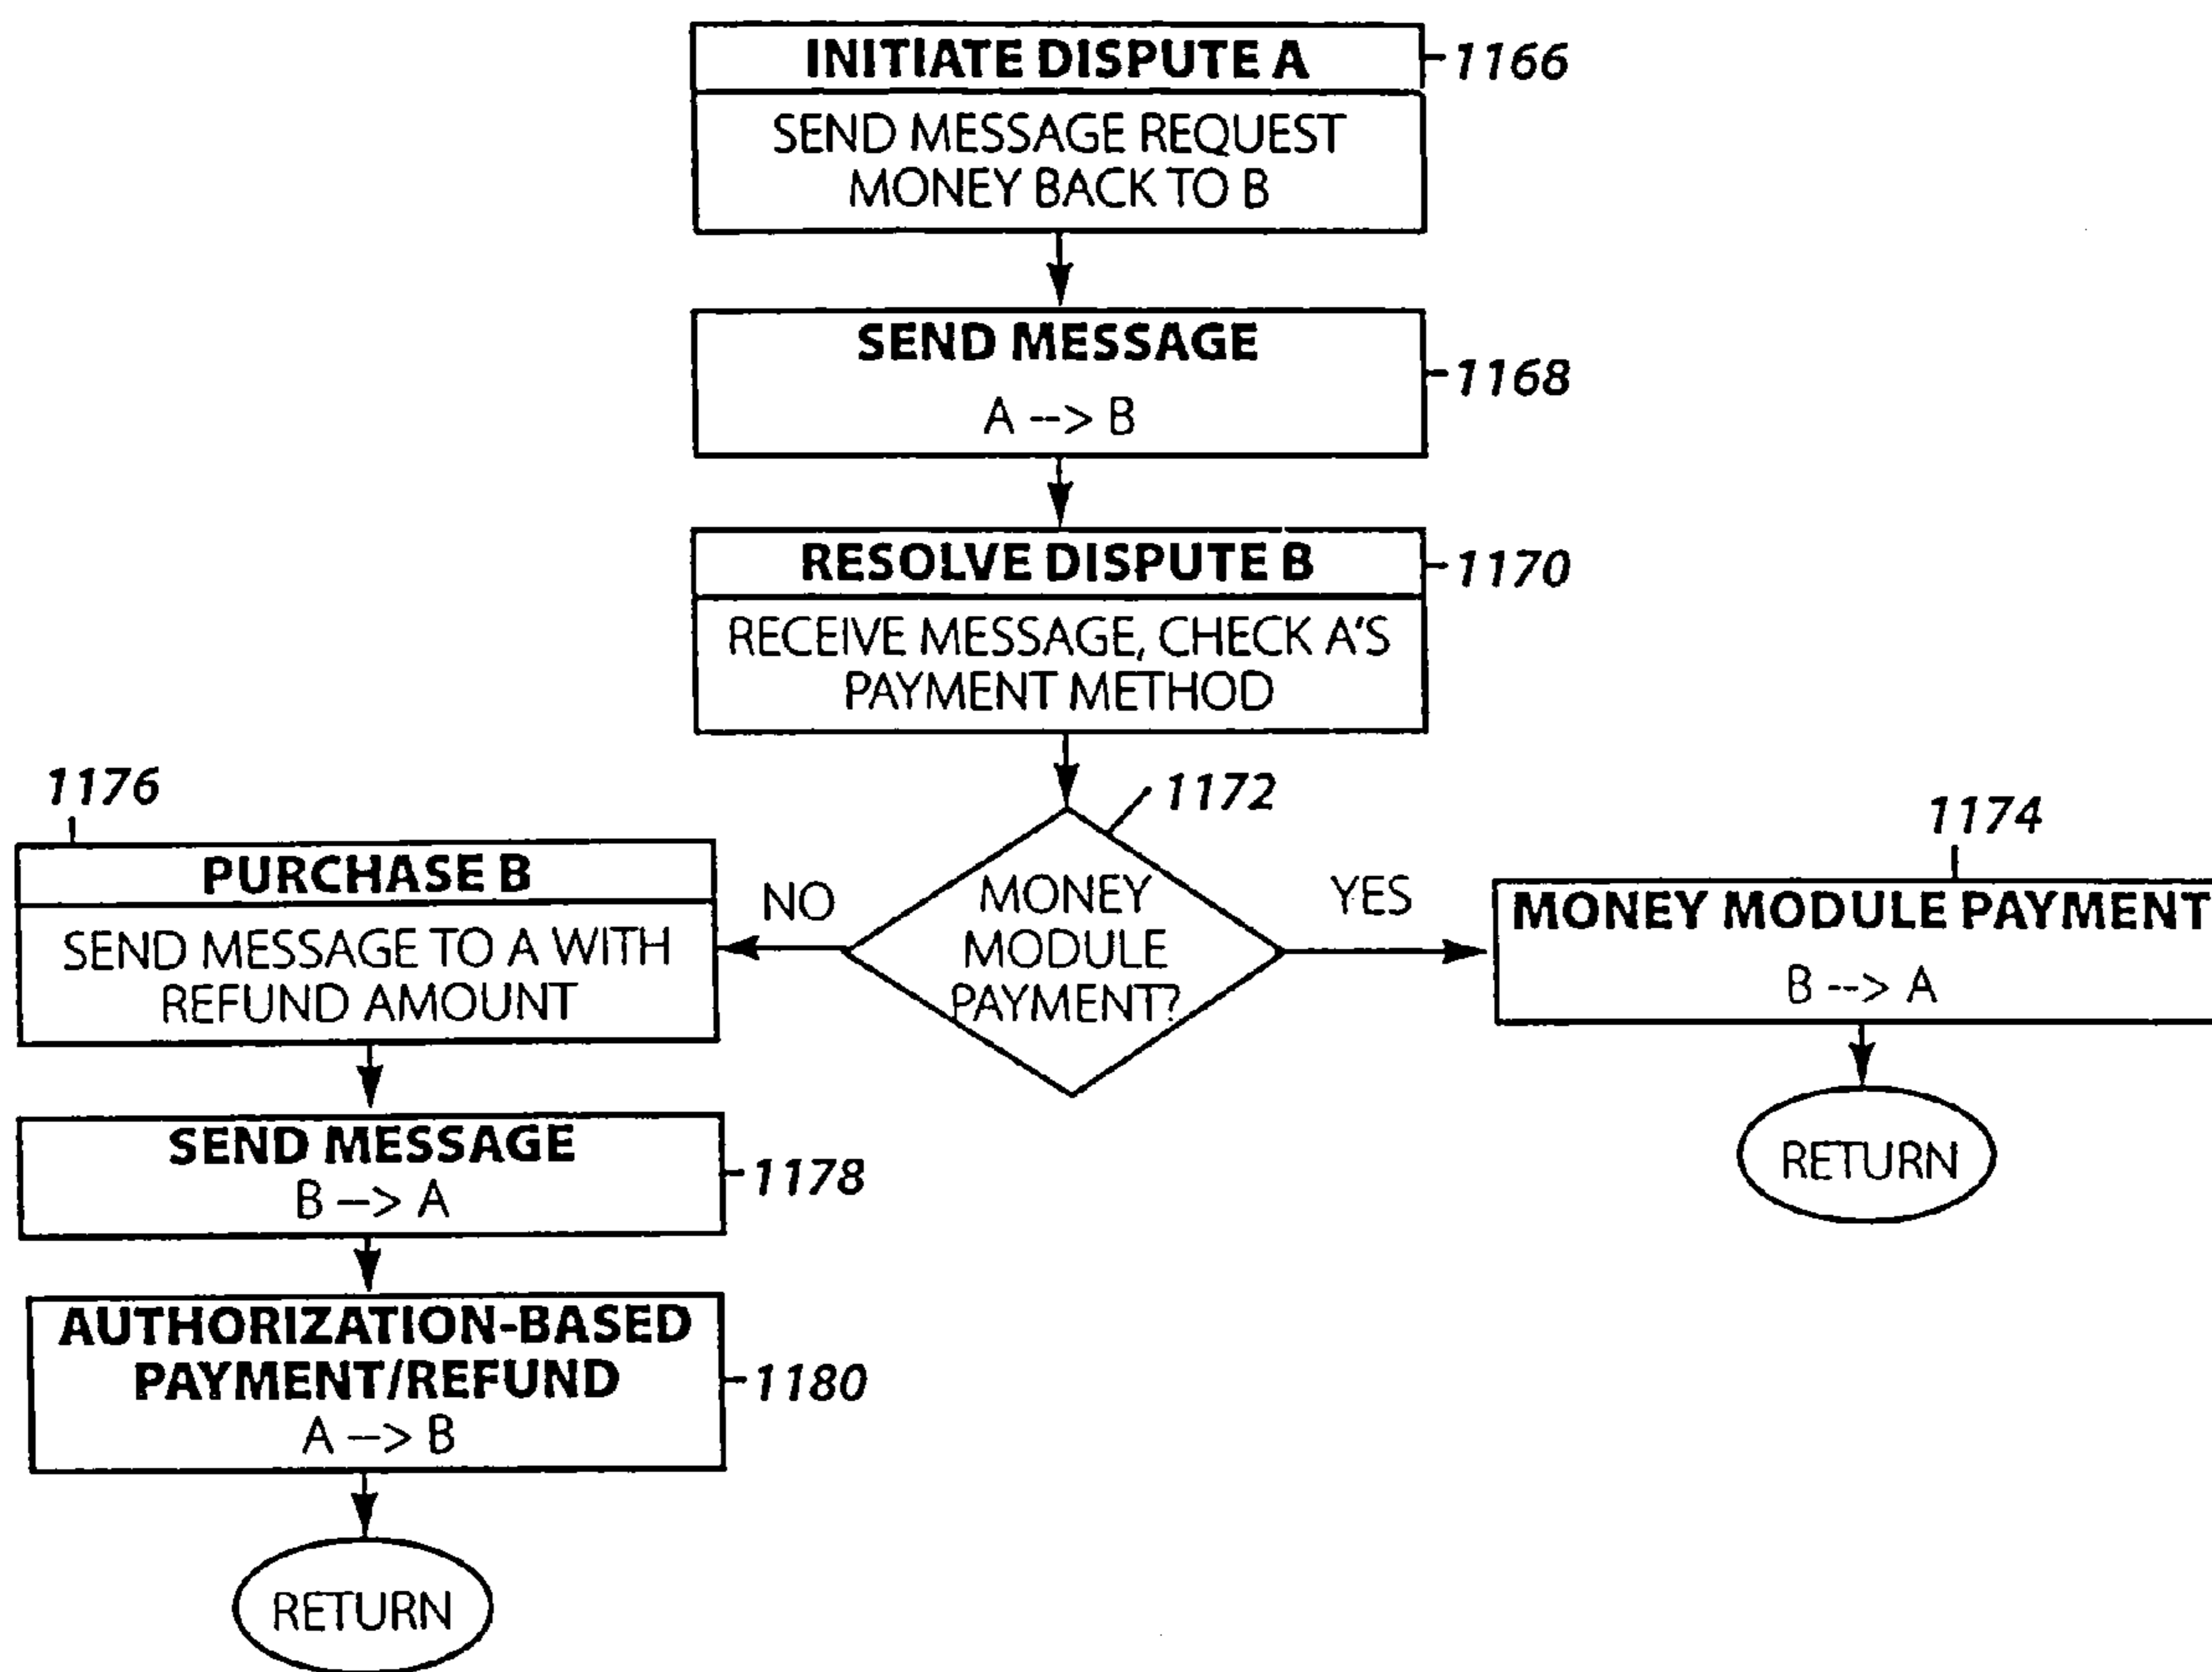 INITIATE DISPUTE A
1166
SEND MESSAGE REQUEST
MONEY BACK TO B
SEND MESSAGE
1168
A --> B
RESOLVE DISPUTE B
1170
RECEIVE MESSAGE, CHECK A'S
PAYMENT METHOD
1172
MONEY
MODULE
PAYMENT?
NO
YES
1176
PURCHASE B
SEND MESSAGE TO A WITH
REFUND AMOUNT
1174
MONEY MODULE PAYMENT
B --> A
RETURN
SEND MESSAGE
B --> A
1178
AUTHORIZATION-BASED
PAYMENT/REFUND
1180
A --> B
RETURN